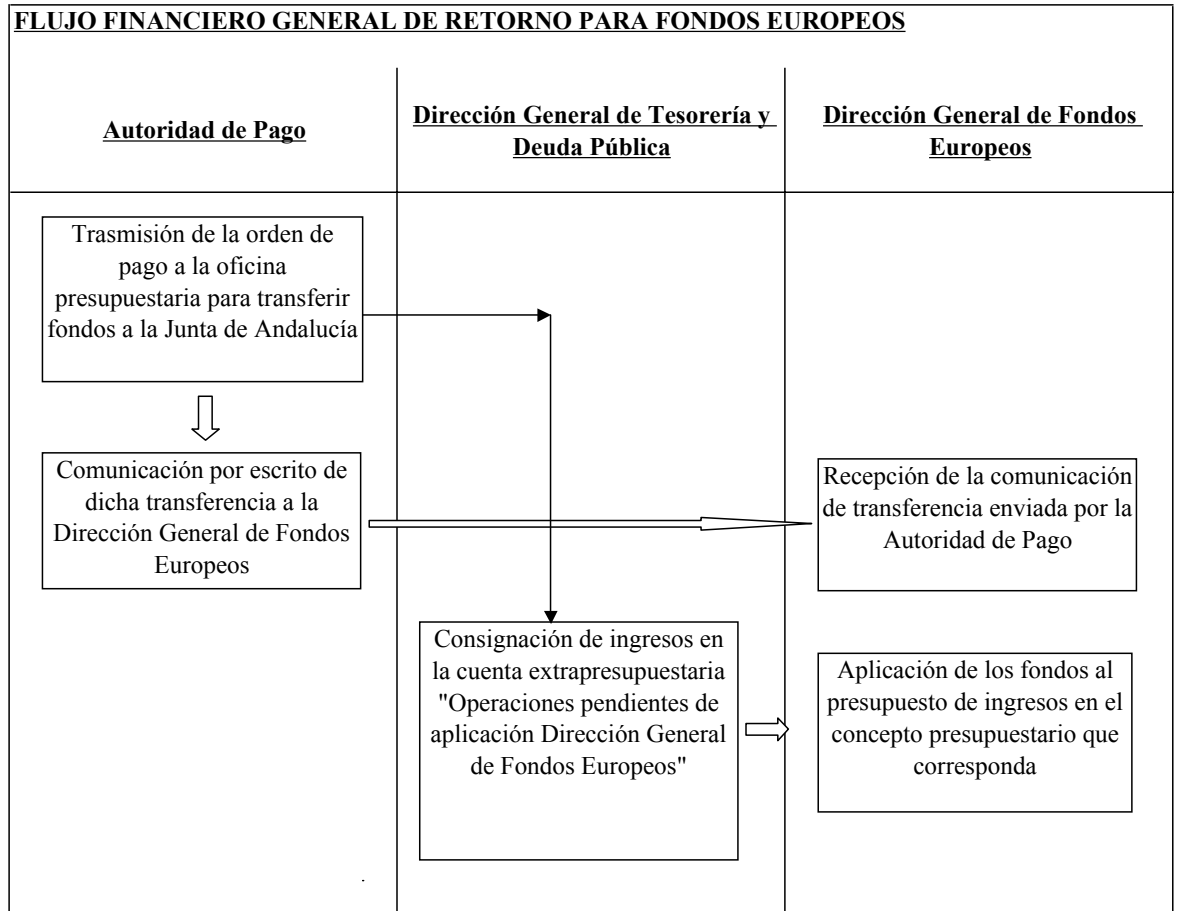 FLUJO FINANCIERO GENERAL DE RETORNO PARA FONDOS EUROPEOS
Autoridad de Pago
Dirección General de Tesorería y
Deuda Pública
Dirección General de Fondos
Europeos
Trasmisión de la orden de
pago a la oficina
presupuestaria para transferir
fondos a la Junta de Andalucía
Comunicación por escrito de
dicha transferencia a la
Dirección General de Fondos
Europeos
Recepción de la comunicación
de transferencia enviada por la
Autoridad de Pago
Consignación de ingresos en
la cuenta extrapresupuestaria
"Operaciones pendientes de
aplicación Dirección General
de Fondos Europeos"
Aplicación de los fondos al
presupuesto de ingresos en el
concepto presupuestario que
corresponda